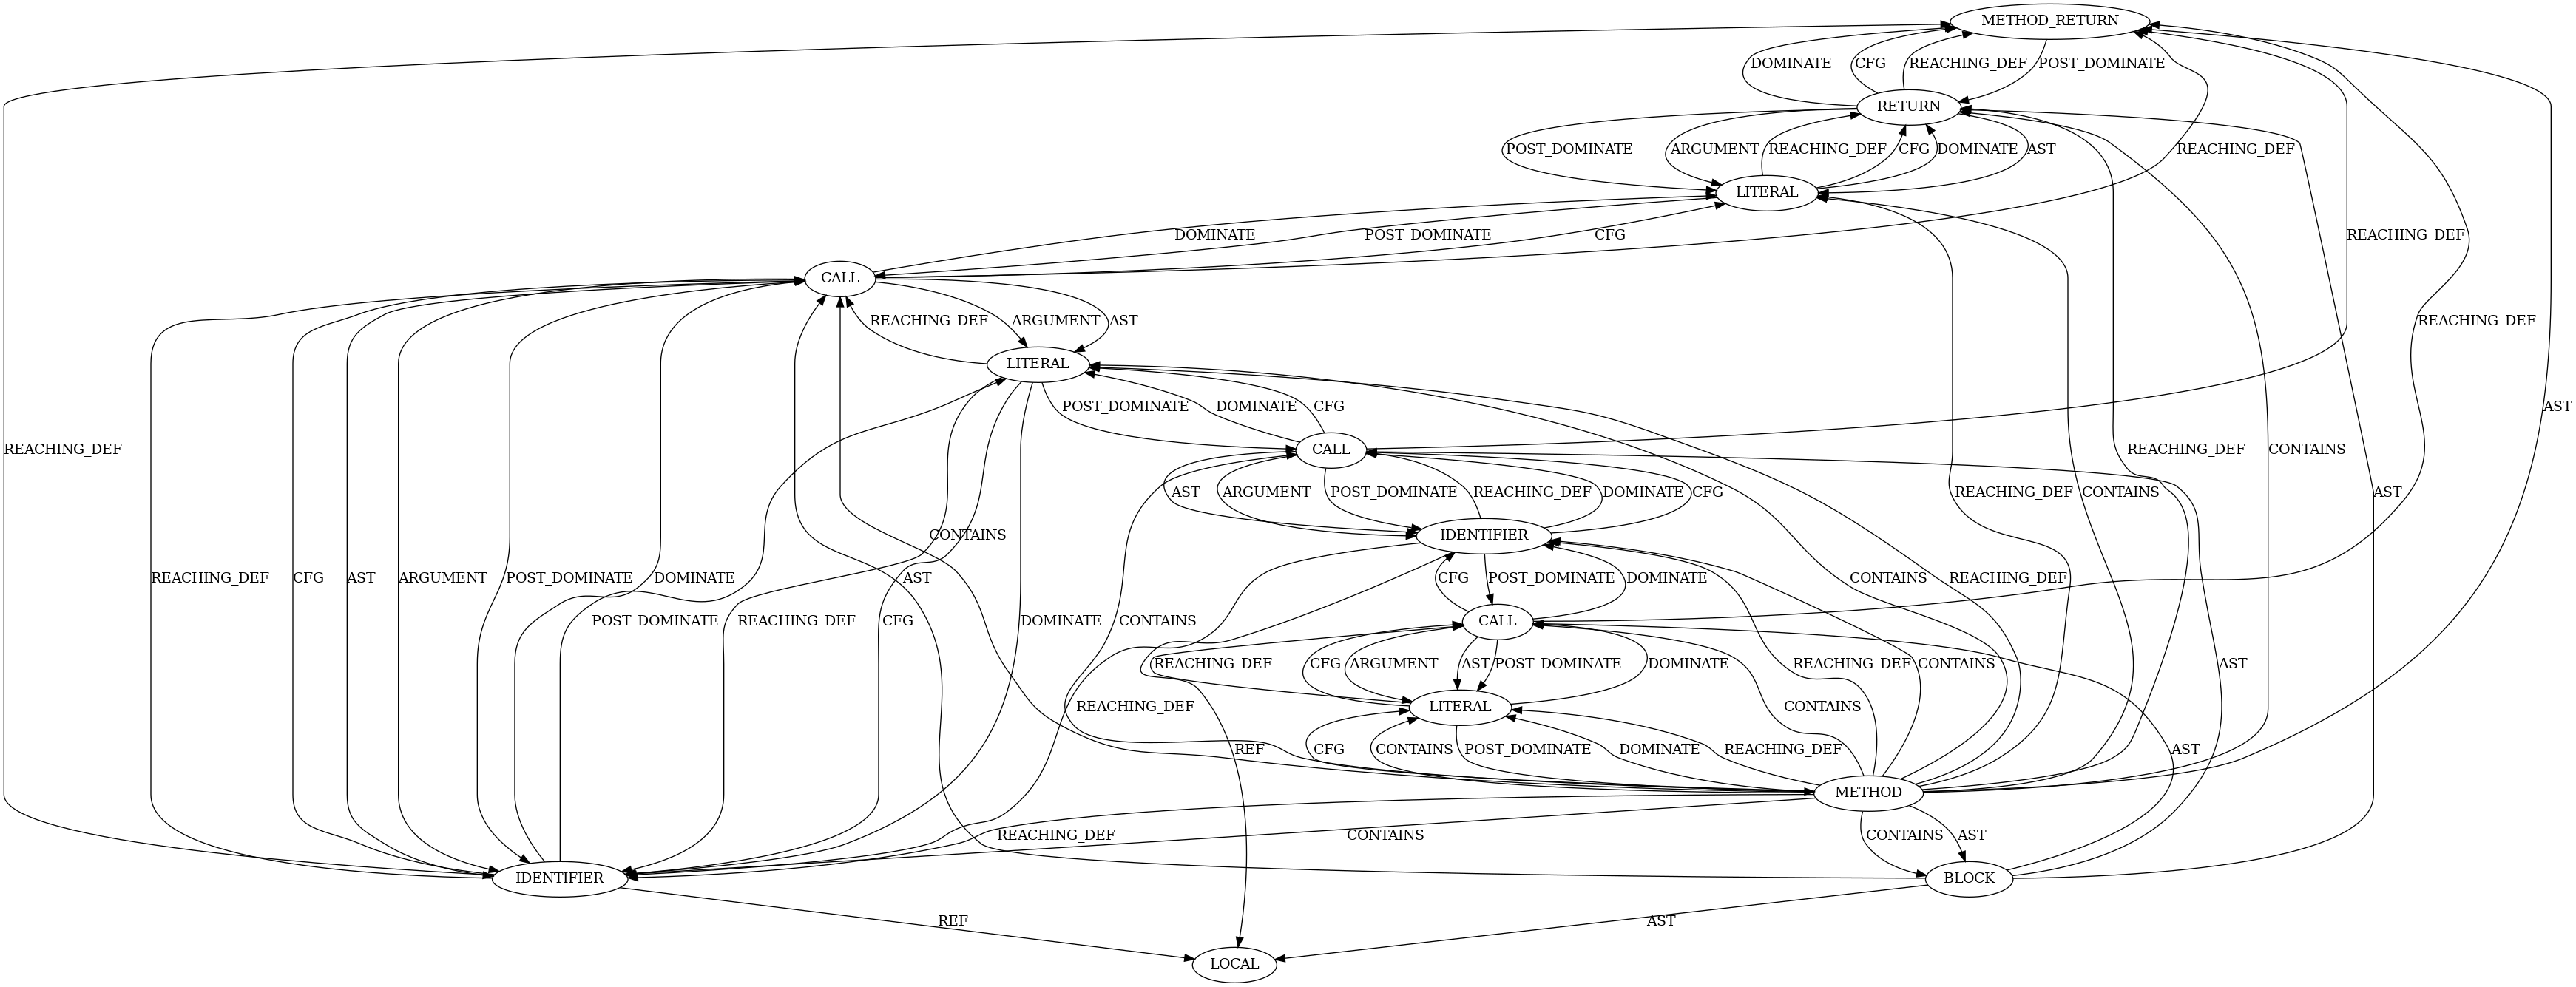 METHOD_RETURN
DOMINATE CFG REACHING_DEF POST_DOMINATE
RETURN
POST_DOMINATE ARGUMENT REACHING_DEF CFG DOMINATE AST REACHING_DEF
LITERAL
DOMINATE POST_DOMINATE CFG REACHING_DEF
CALL
REACHING_DEF ARGUMENT AST REACHING_DEF
LITERAL
POST_DOMINATE DOMINATE CFG AST
REACHING_DEF CALL REACHING_DEF CONTAINS
AST ARGUMENT POST_DOMINATE REACHING_DEF DOMINATE CFG REACHING_DEF CONTAINS AST
CONTAINS IDENTIFIER
REACHING_DEF CFG AST ARGUMENT POST_DOMINATE DOMINATE AST CFG POST_DOMINATE DOMINATE CONTAINS REACHING_DEF
POST_DOMINATE REACHING_DEF CFG DOMINATE CONTAINS CALL
REACHING_DEF CFG ARGUMENT AST POST_DOMINATE DOMINATE REACHING_DEF CONTAINS AST
REACHING_DEF LITERAL CONTAINS
REF CFG CONTAINS POST_DOMINATE DOMINATE REACHING_DEF AST
METHOD
REACHING_DEF CONTAINS CONTAINS AST
IDENTIFIER BLOCK
REF AST
LOCAL